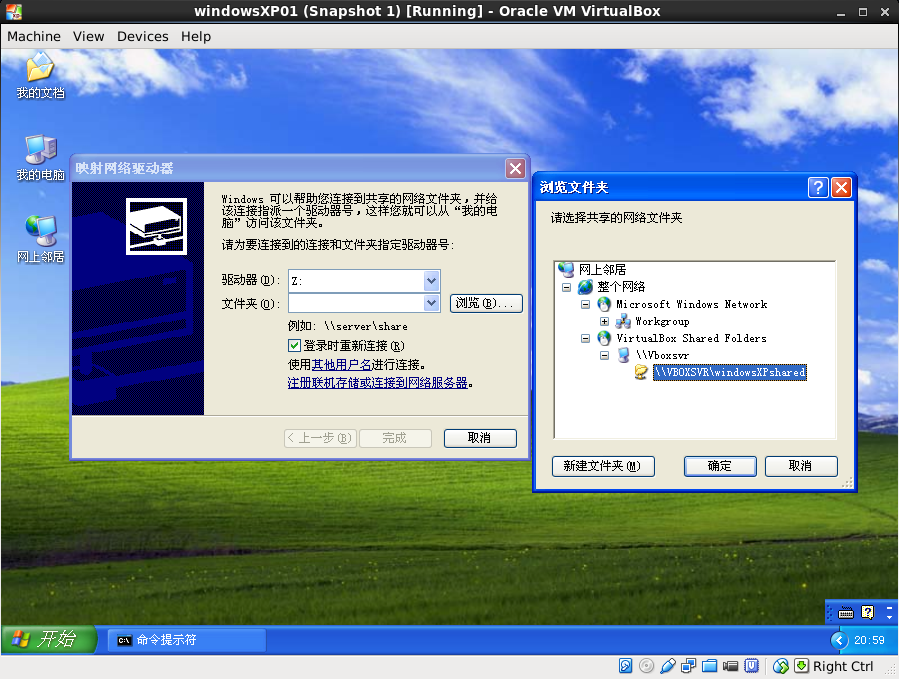 windowsXP01 (Snapshot 1) [Running] - Oracle VM VirtualBox
Machine View Devices Help
我的文档
我的电脑
网上邻居
映射网络驱动器
Windows 可以帮助您连接到共享的网络文件夹，并给
该连接指派一个驱动器号，这样您就可以从“我的电
脑”访问该文件夹。
请为要连接到的连接和文件夹指定驱动器号:
驱动器(D): Z:
文件夹(O): 浏览(B)...
例如: \\server\share
登录时重新连接(R)
使用其他用户名进行连接。
注册联机存储或连接到网络服务器。
< 上一步(B) 完成 取消
浏览文件夹
请选择共享的网络文件夹
网上邻居
整个网络
Microsoft Windows Network
Workgroup
VirtualBox Shared Folders
\\Vboxsvr
\\VBOXSVR\windowsXPshared
新建文件夹(M) 确定 取消
开始 C:\ 命令提示符 20:59
Right Ctrl